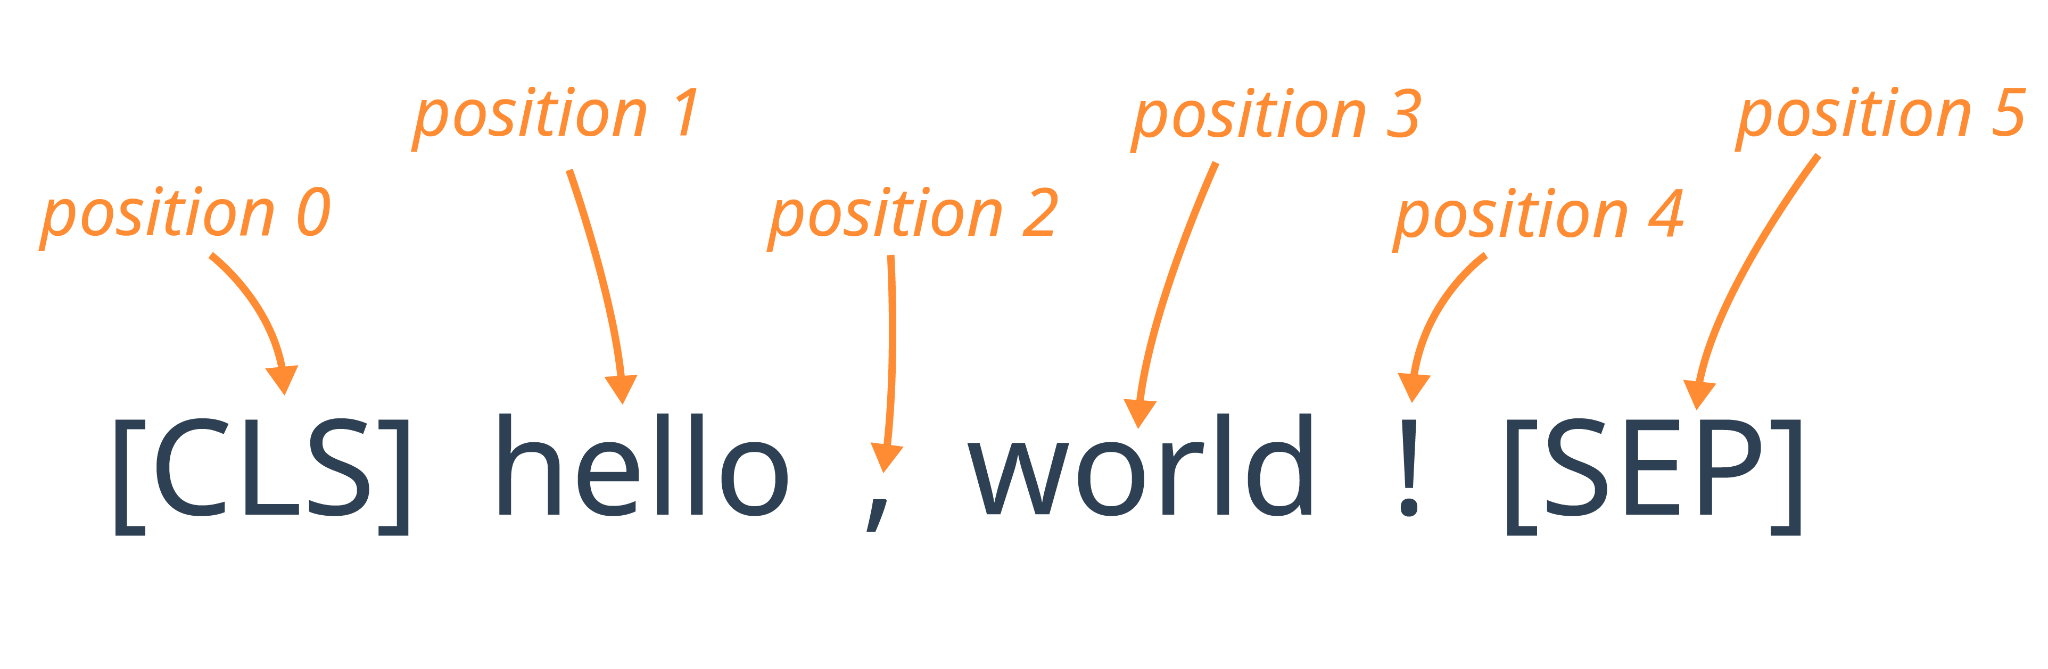 position 1 position 3 position 5
position 0 position 2 position 4
[CLS] hello , world ! [SEP]